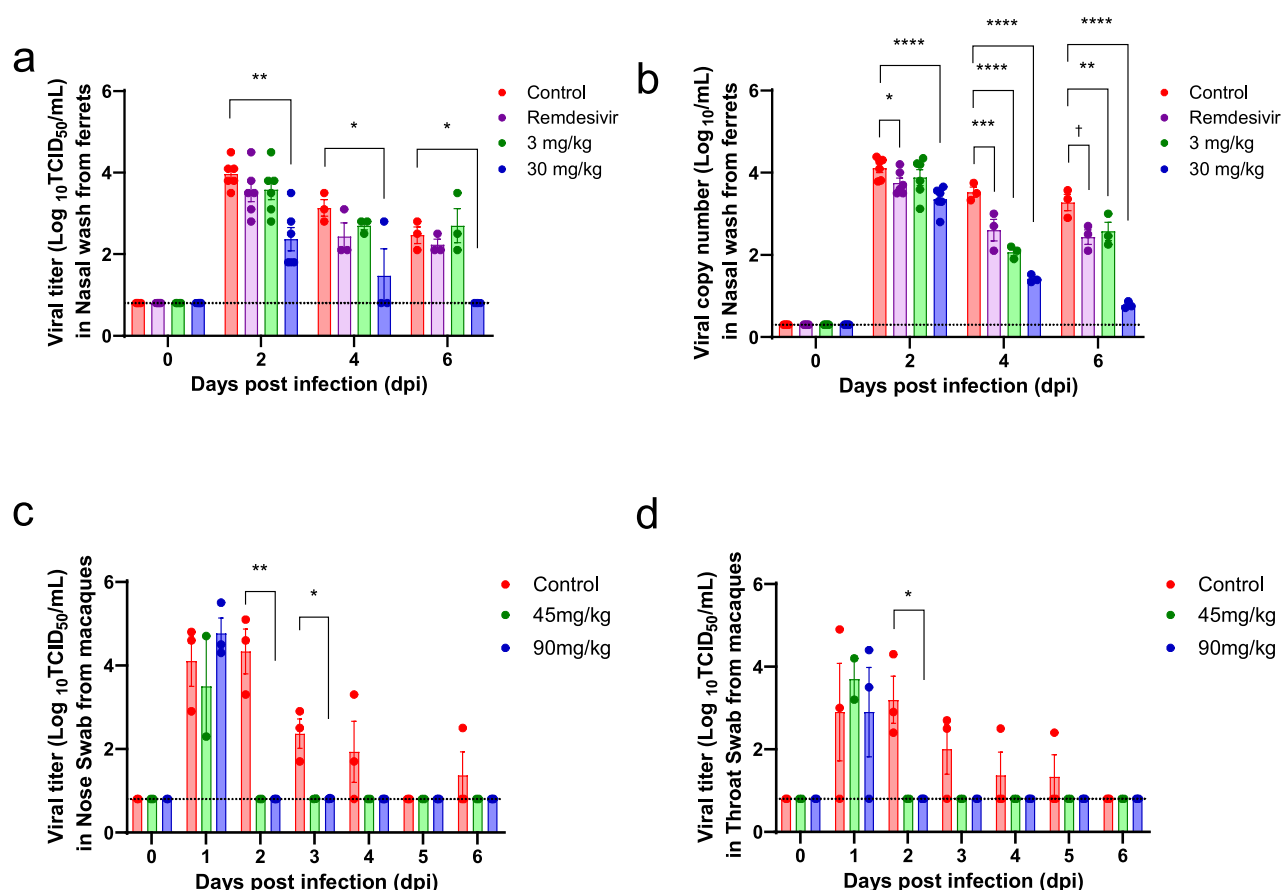 a
Viral titer (Log 10TCID50/mL)
in Nasal wash from ferrets
6
4
2
0
**
*
*
Control
Remdesivir
3 mg/kg
30 mg/kg
0 2 4 6
Days post infection (dpi)
b
Viral copy number (Log10/mL)
in Nasal wash from ferrets
6
4
2
0
****
*
****
****
***
****
**
†
Control
Remdesivir
3 mg/kg
30 mg/kg
0 2 4 6
Days post infection (dpi)
c
Viral titer (Log 10TCID50/mL)
in Nose Swab from macaques
6
4
2
0
**
*
Control
45mg/kg
90mg/kg
0 1 2 3 4 5 6
Days post infection (dpi)
d
Viral titer (Log 10TCID50/mL)
in Throat Swab from macaques
6
4
2
0
*
Control
45mg/kg
90mg/kg
0 1 2 3 4 5 6
Days post infection (dpi)